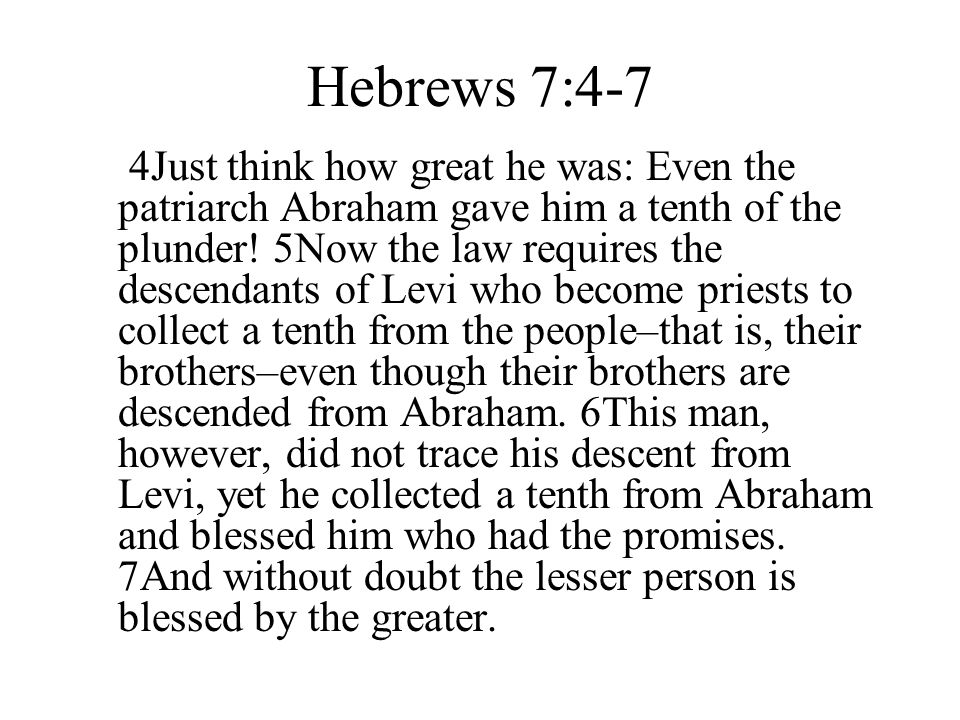 Hebrews 7:4-7
4Just think how great he was: Even the
patriarch Abraham gave him a tenth of the
plunder! 5Now the law requires the
descendants of Levi who become priests to
collect a tenth from the people–that is, their
brothers–even though their brothers are
descended from Abraham. 6This man,
however, did not trace his descent from
Levi, yet he collected a tenth from Abraham
and blessed him who had the promises.
7And without doubt the lesser person is
blessed by the greater.